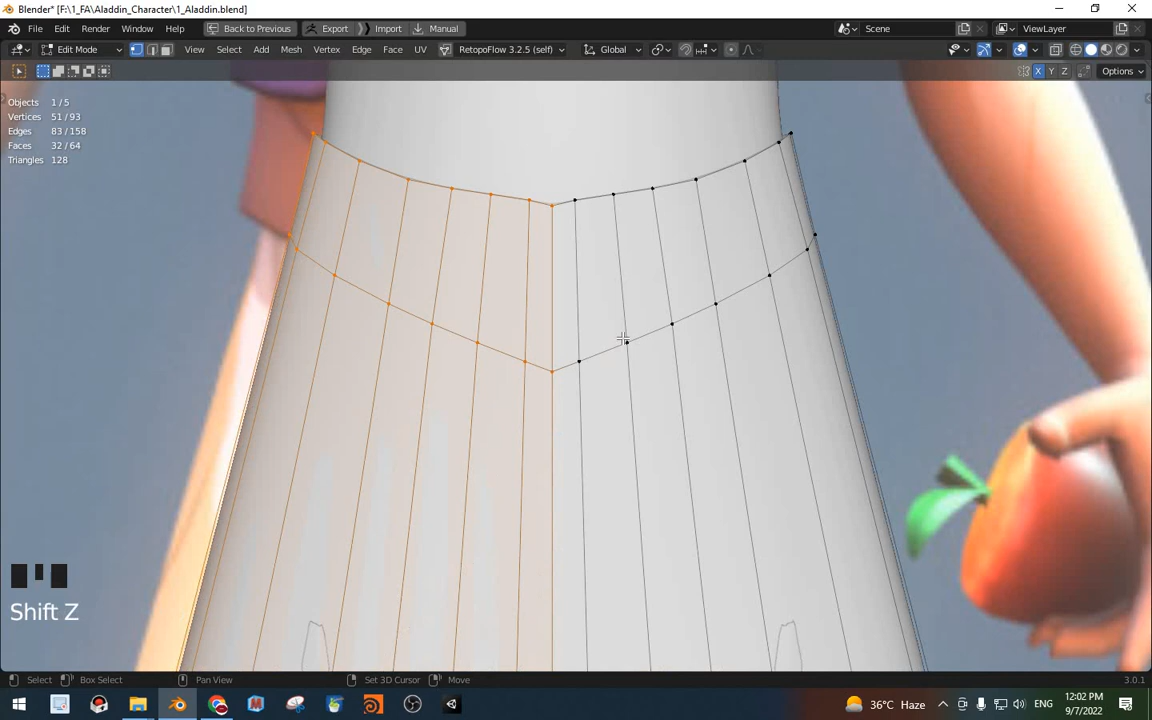 Blender* [F:\1_FA\Aladdin_Character\1_Aladdin.blend]
File Edit Render Window Help Back to Previous Export Import Manual Scene ViewLayer
Edit Mode View Select Add Mesh Vertex Edge Face UV RetopoFlow 3.2.5 (self) Global
X Y Z Options
Objects 1 / 5
Vertices 51 / 93
Edges 83 / 158
Faces 32 / 64
Triangles 128
Shift Z
Select Box Select Pan View Set 3D Cursor Move 3.0.1
36°C Haze ENG 12:02 PM
9/7/2022